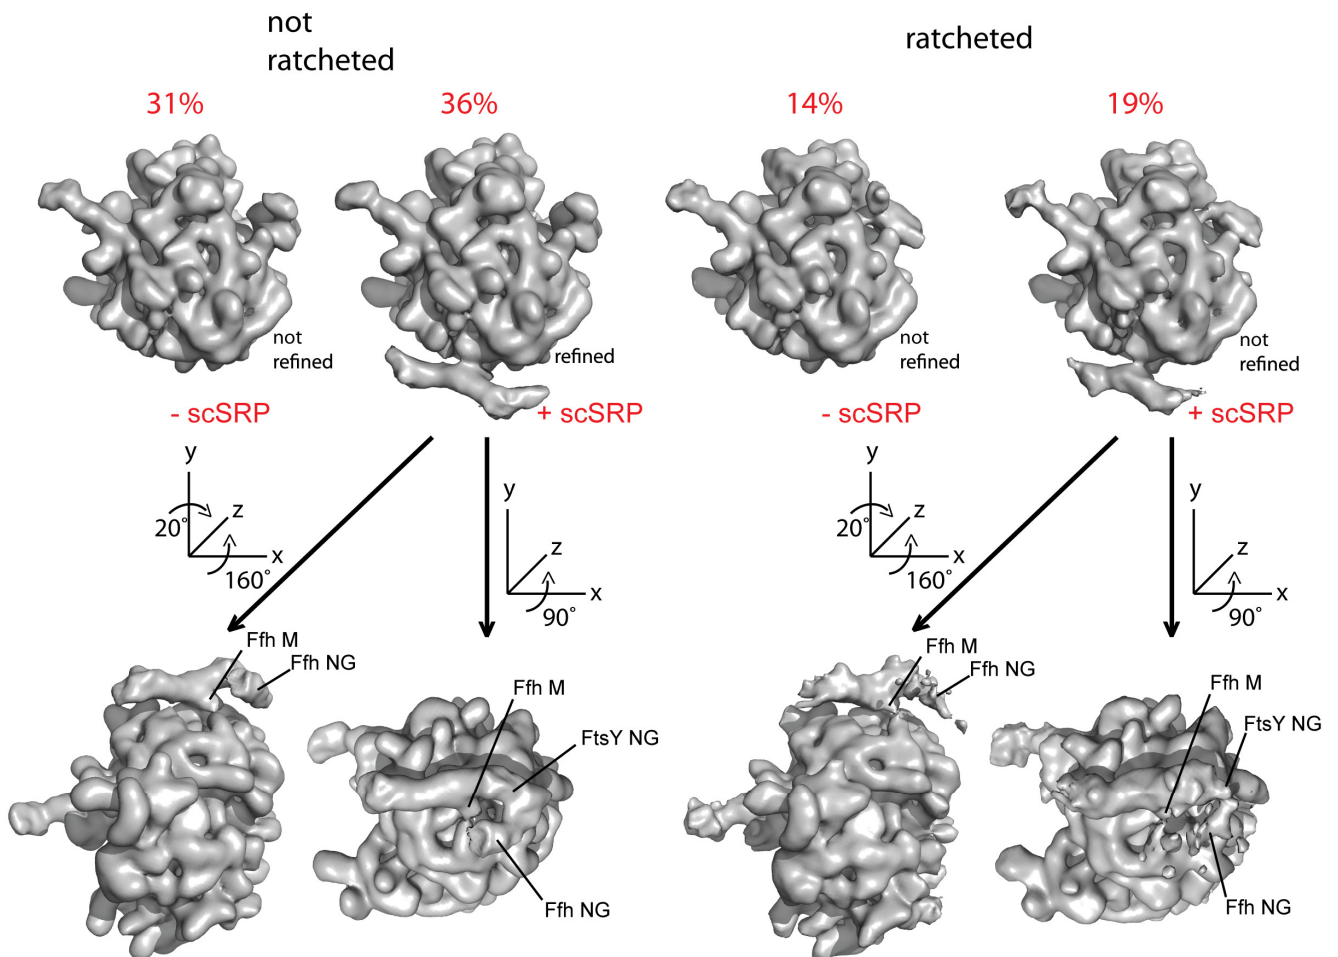 not
ratcheted
ratcheted
31%
36%
14%
19%
not
refined
refined
not
refined
not
refined
- scSRP
+ scSRP
- scSRP
+ scSRP
y
z
x
20°
160°
y
z
x
90°
y
z
x
20°
160°
y
z
x
90°
Ffh M
Ffh NG
Ffh M
FtsY NG
Ffh NG
Ffh M
Ffh NG
Ffh M
FtsY NG
Ffh NG